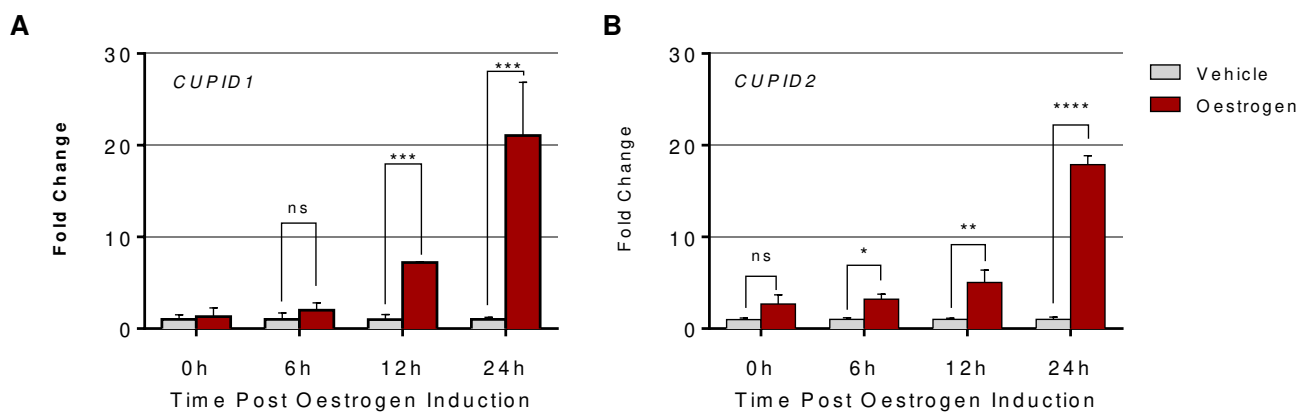 A
CUPID1
Fold Change
30
20
10
0
ns
***
***
0h 6h 12h 24h
Time Post Oestrogen Induction
B
CUPID2
Fold Change
30
20
10
0
ns
*
**
****
0h 6h 12h 24h
Time Post Oestrogen Induction
Vehicle
Oestrogen